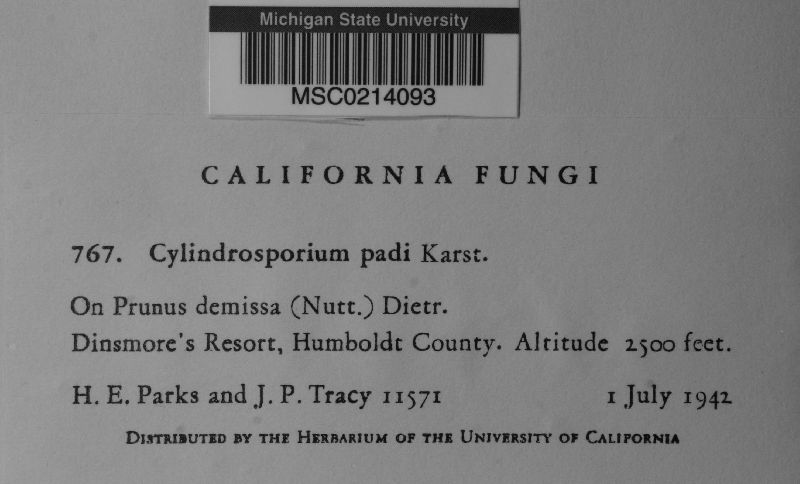 Michigan State University
MSC0214093
CALIFORNIA FUNGI
767. Cylindrosporium padi Karst.
On Prunus demissa (Nutt.) Dietr.
Dinsmore's Resort, Humboldt County. Altitude 2500 feet.
H. E. Parks and J. P. Tracy 11571 1 July 1942
DISTRIBUTED BY THE HERBARIUM OF THE UNIVERSITY OF CALIFORNIA